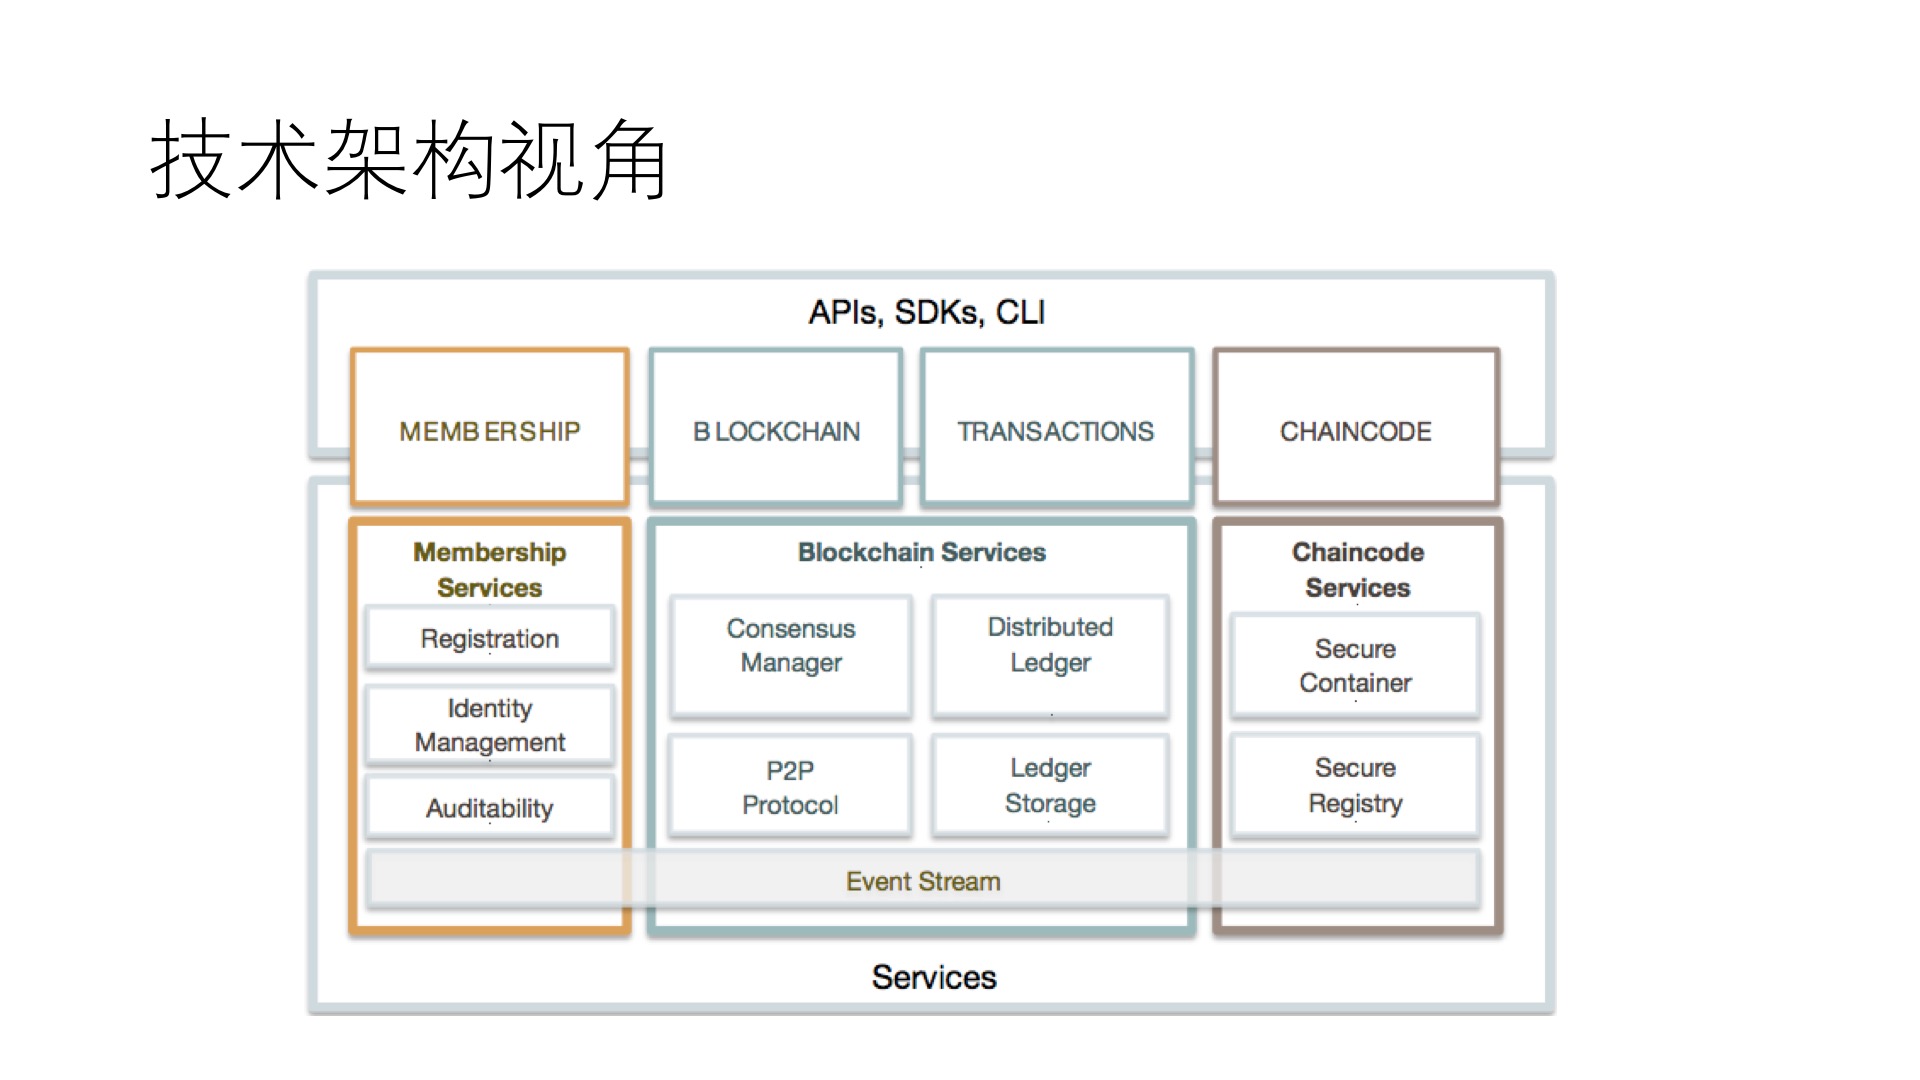 技术架构视角
APIs, SDKs, CLI
MEMBERSHIP
BLOCKCHAIN
TRANSACTIONS
CHAINCODE
Membership
Services
Registration
Identity
Management
Auditability
Blockchain Services
Consensus
Manager
Distributed
Ledger
P2P
Protocol
Ledger
Storage
Chaincode
Services
Secure
Container
Secure
Registry
Event Stream
Services